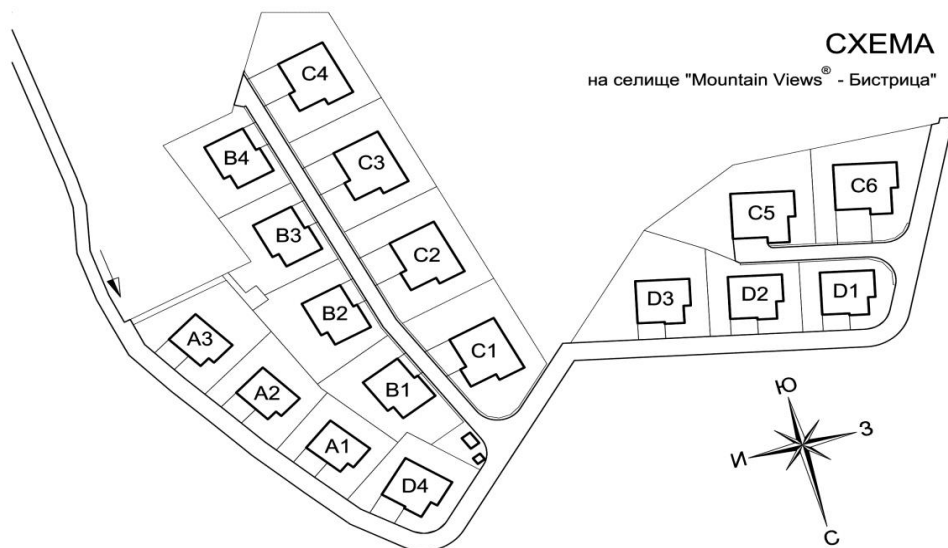 СХЕМА
на селище "Mountain Views® - Бистрица"
C4
B4
C3
C6
C5
B3
C2
D3
D2
D1
B2
A3
C1
B1
A2
A1
D4
Ю
З
И
С